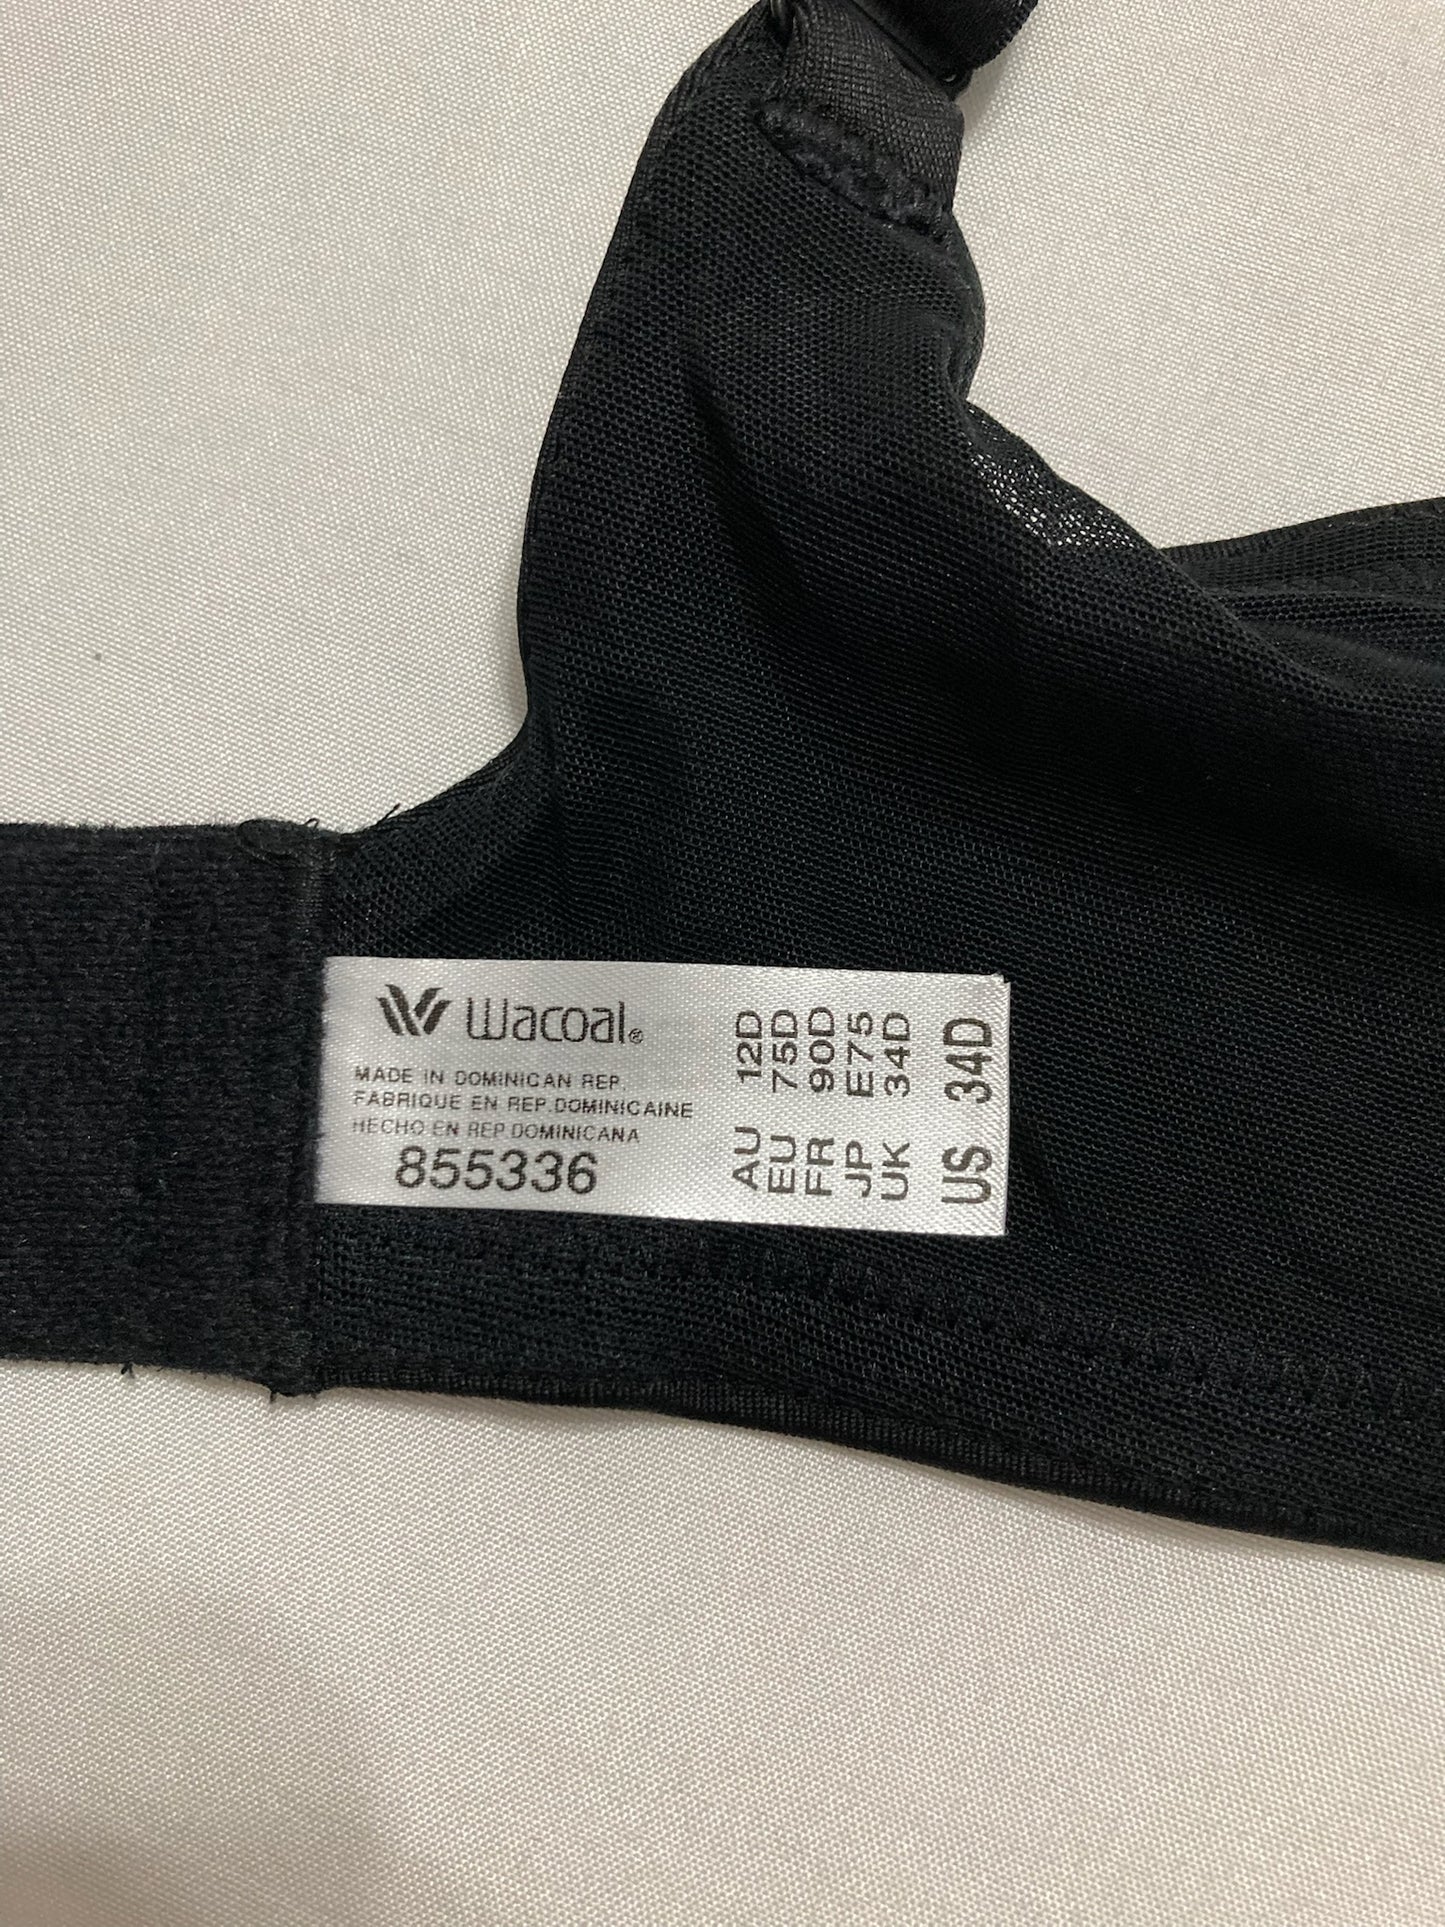 Wacoal®
MADE IN DOMINICAN REP.
FABRIQUE EN REP.DOMINICAINE
HECHO EN REP.DOMINICANA
855336
AU 12D
EU 75D
FR 90D
JP E75
UK 34D
US 34D